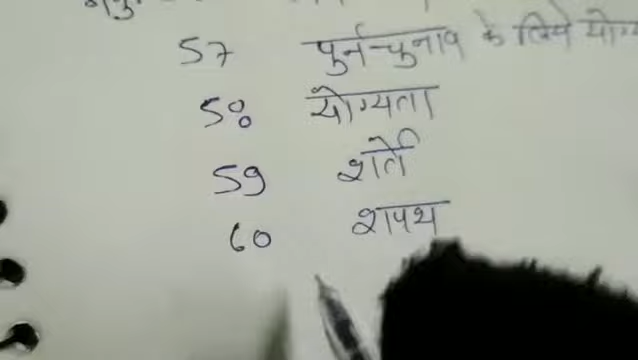 57 पुर्नचुनाव के लिये
58 योग्यता
59 शर्ते
60 शपथ